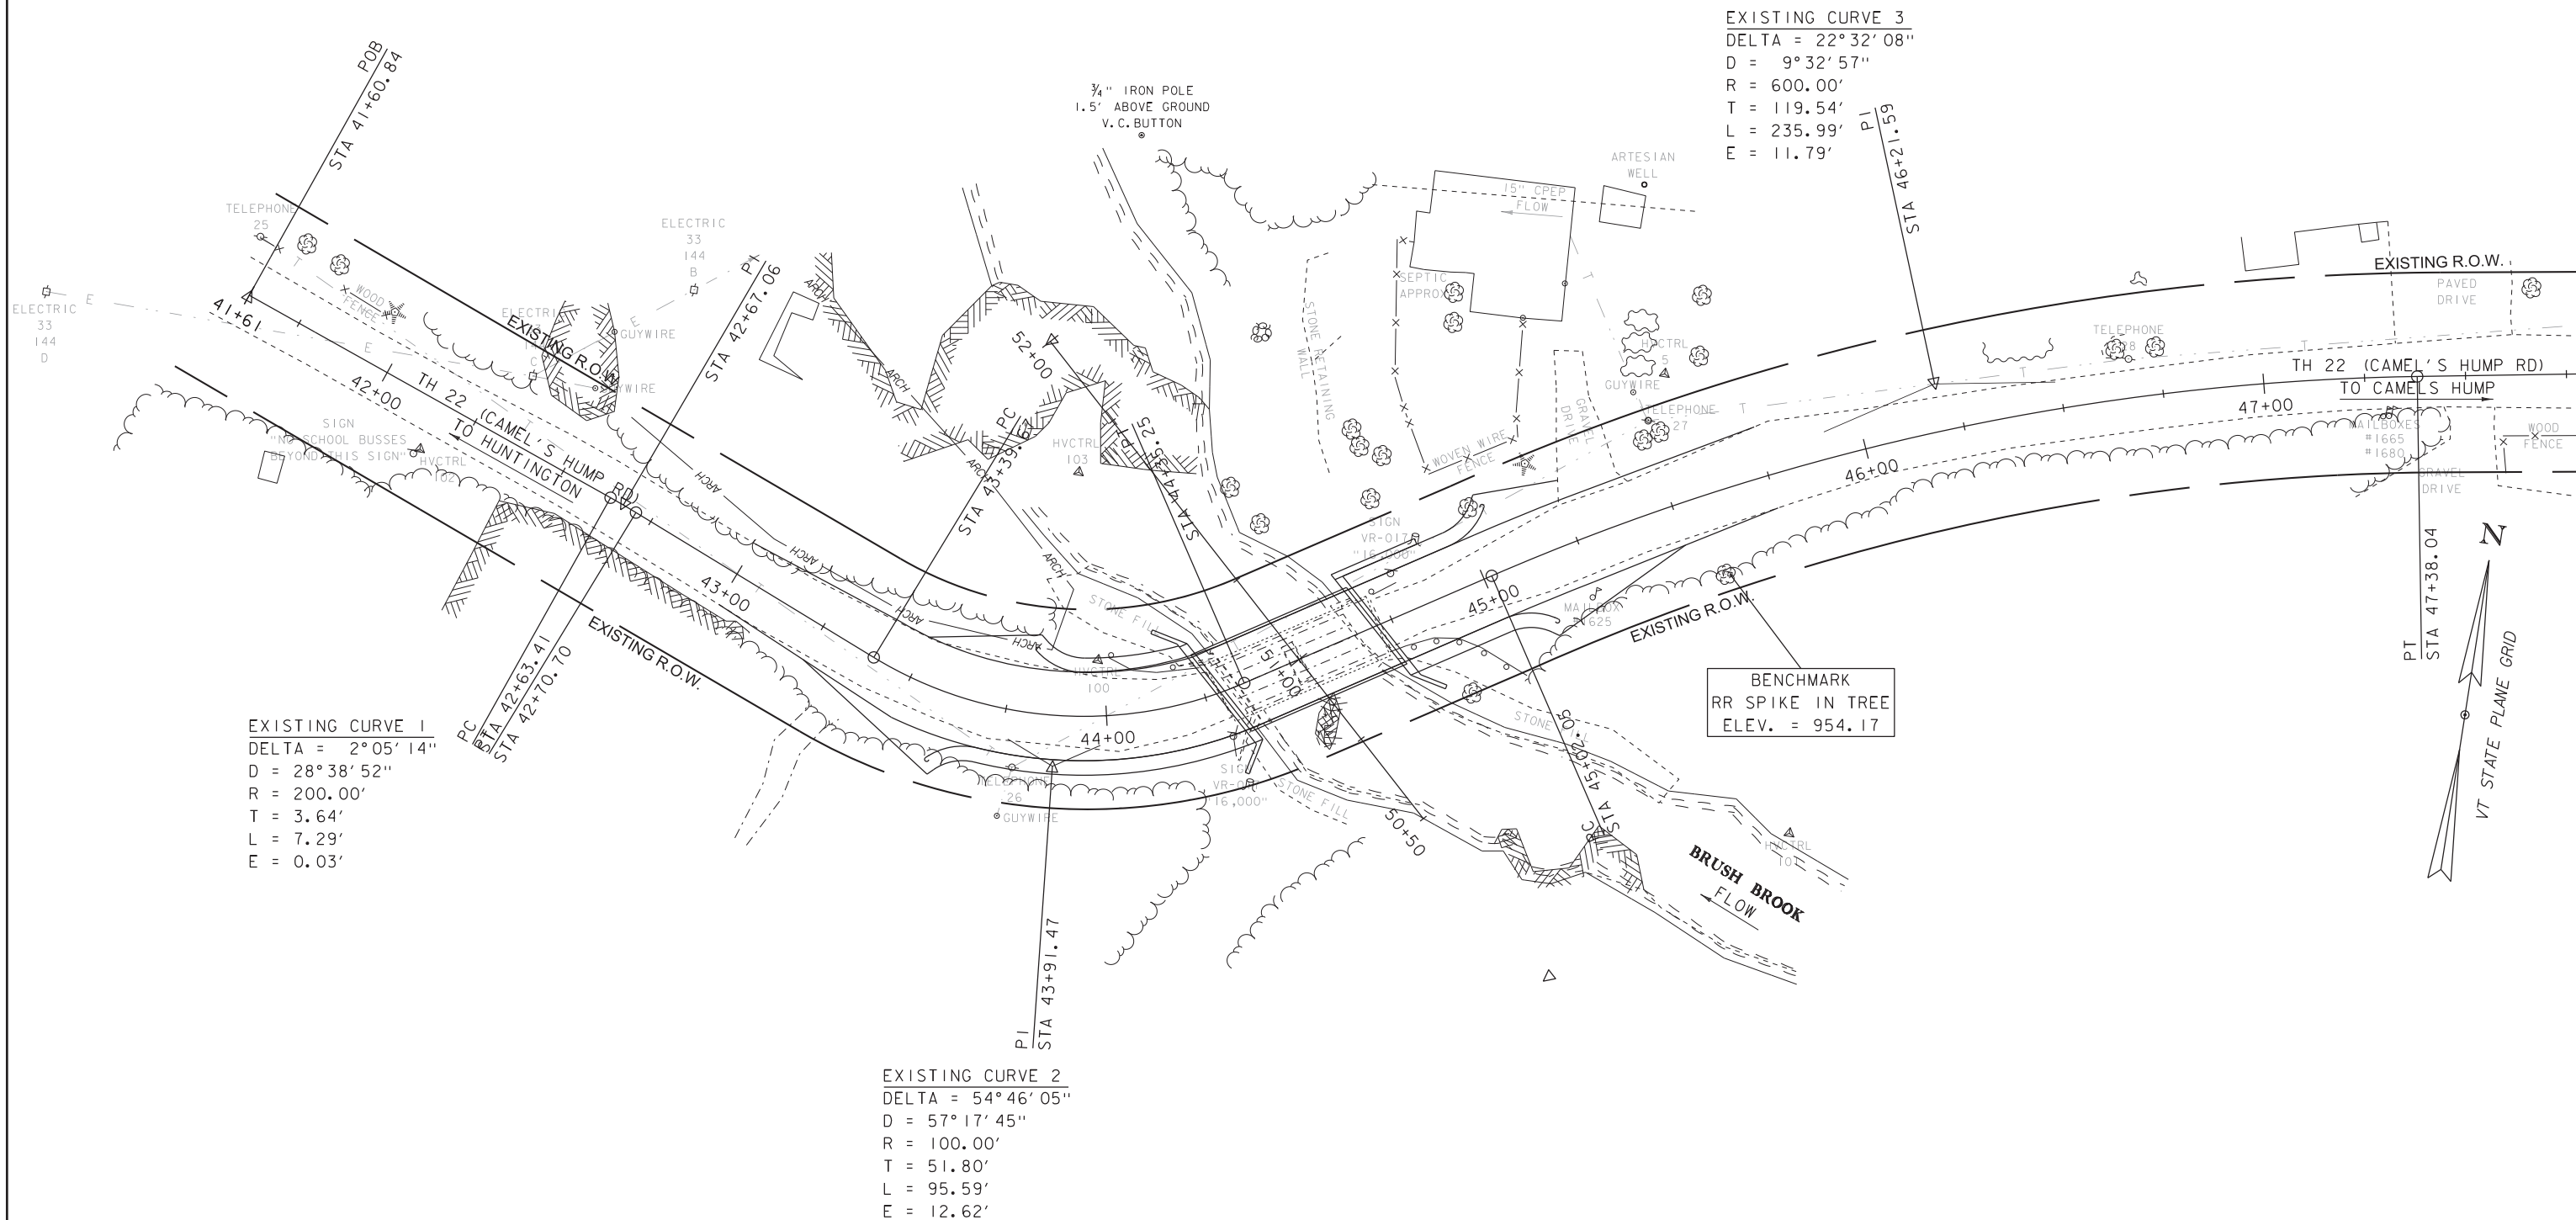 EXISTING CURVE 3
DELTA = 22°32'08"
D = 9°32'57"
R = 600.00'
T = 119.54'
L = 235.99'
E = 11.79'
POB
STA 41+60.84
¾" IRON POLE
1.5' ABOVE GROUND
V.C.BUTTON
PI
STA 46+21.59
ARTESIAN
WELL
15" CPEP
FLOW
TELEPHONE
25
ELECTRIC
33
144
B
PI
STA 42+67.06
EXISTING R.O.W.
PAVED
DRIVE
ELECTRIC
33
144
D
E
T
WOOD
FENCE
41+61
E
E
GUYWIRE
EXISTING R.O.W.
ARCH
SEPTIC
APPROX
T
STONE RETAINING
WALL
HVCTRL
5
TELEPHONE
28
T
T
TH 22 (CAMEL'S HUMP RD)
TO CAMELS HUMP
47+00
52+00
ARCH
42+00
TH 22 (CAMEL'S HUMP RD)
TO HUNTINGTON
GUYWIRE
GRAVEL
DRIVE
TELEPHONE
27
T
T
MAILBOXES
#1665
#1680
WOOD
FENCE
GRAVEL
DRIVE
SIGN
"NO SCHOOL BUSSES
BEYOND THIS SIGN"
HVCTRL
102
PC
STA 43+39.67
HVCTRL
103
PT
STA 44+35.25
WOVEN WIRE
FENCE
46+00
ARCH
ARCH
ARCH
ARCH
ARCH
ARCH
SIGN
VR-017
"16,000"
43+00
STONE FILL
45+00
MAILBOX
EXISTING R.O.W.
EXISTING R.O.W.
N
PT
STA 47+38.04
VT STATE PLANE GRID
HVCTRL
100
51+00
PC
STA 42+63.41
PT
STA 42+70.70
BENCHMARK
RR SPIKE IN TREE
ELEV. = 954.17
EXISTING CURVE 1
DELTA = 2°05'14"
D = 28°38'52"
R = 200.00'
T = 3.64'
L = 7.29'
E = 0.03'
44+00
STONE FILL
PC
STA 45+02.05
TELEPHONE
26
GUYWIRE
SIGN
"16,000"
STONE FILL
50+50
BRUSH BROOK
FLOW
HVCTRL
101
PI
STA 43+91.47
EXISTING CURVE 2
DELTA = 54°46'05"
D = 57°17'45"
R = 100.00'
T = 51.80'
L = 95.59'
E = 12.62'